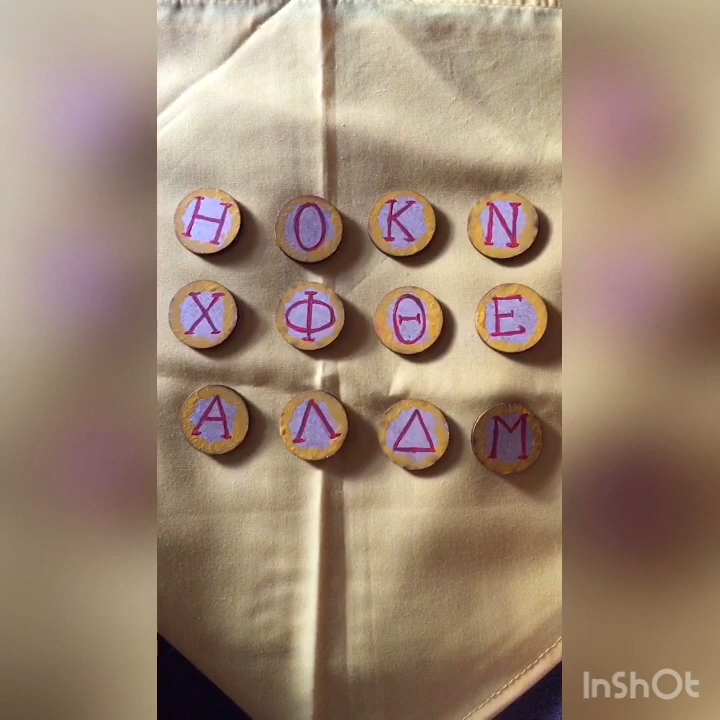 Η Ο Κ Ν
Χ Φ Θ Ε
Α Λ Δ Μ
InShOt